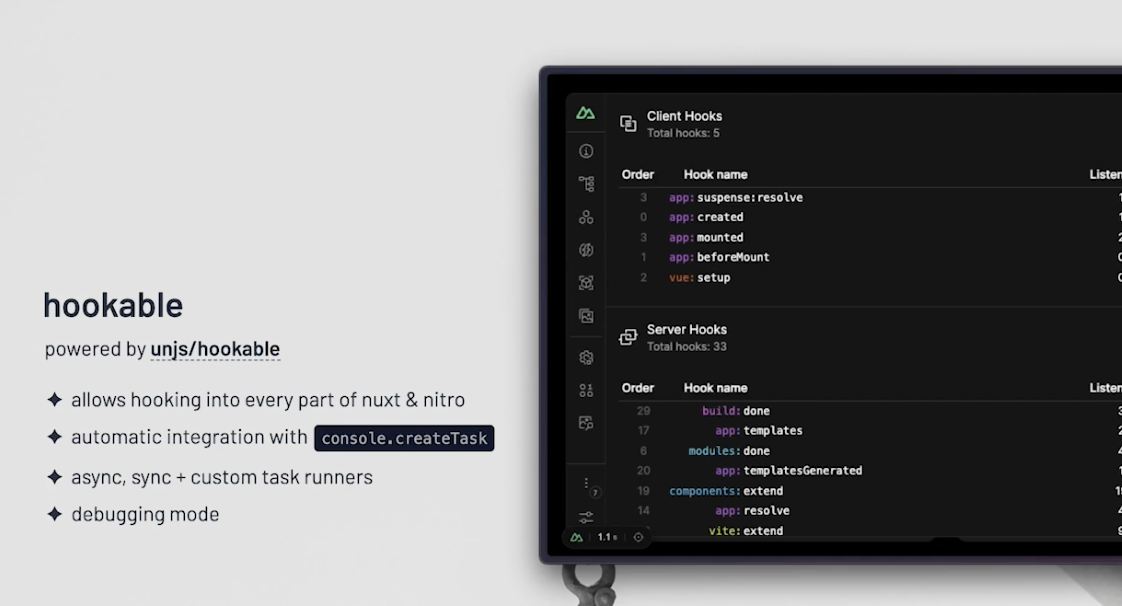 hookable
powered by unjs/hookable
✦ allows hooking into every part of nuxt & nitro
✦ automatic integration with console.createTask
✦ async, sync + custom task runners
✦ debugging mode
Client Hooks
Total hooks: 5
Order Hook name Listen
3 app:suspense:resolve 1
0 app:created 1
3 app:mounted 2
1 app:beforeMount 0
2 vue:setup 0
Server Hooks
Total hooks: 33
Order Hook name Listen
29 build:done 3
17 app:templates 2
6 modules:done 4
20 app:templatesGenerated 1
19 components:extend 19
14 app:resolve 4
vite:extend 9
7
1.1 s